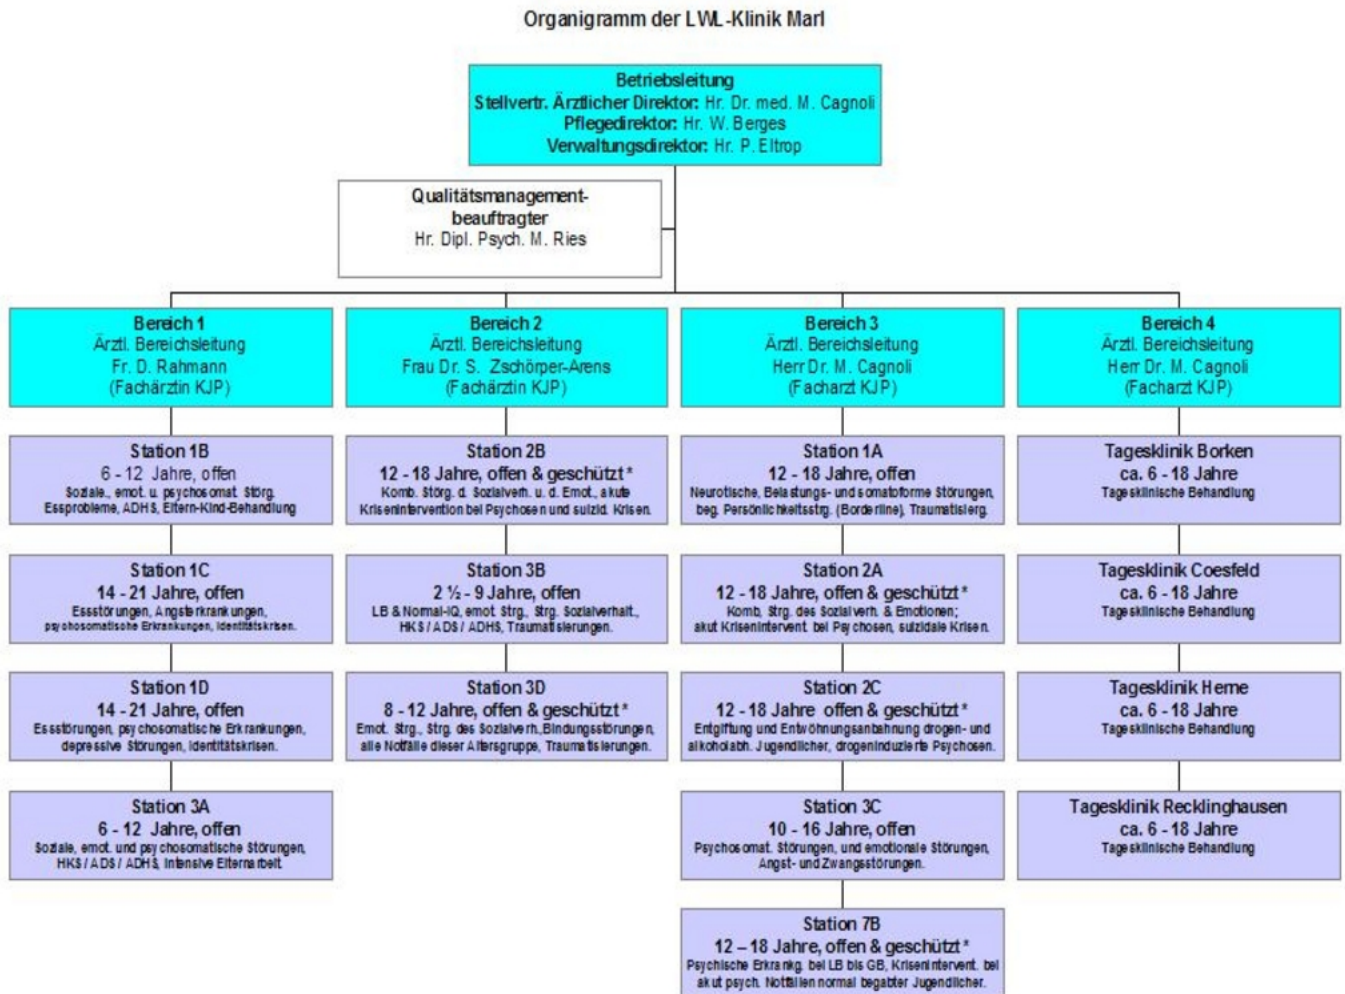 Organigramm der LWL-Klinik Marl
Betriebsleitung
Stellvertr. Ärztlicher Direktor: Hr. Dr. med. M. Cagnoli
Pflegedirektor: Hr. W. Berges
Verwaltungsdirektor: Hr. P. Eltrop
Qualitätsmanagement-
beauftragter
Hr. Dipl. Psych. M. Ries
Bereich 1
Ärztl. Bereichsleitung
Fr. D. Rahmann
(Fachärztin KJP)
Station 1B
6 - 12 Jahre, offen
Soziale., emot. u. psychosomat. Störg.
Essprobleme, ADHS, Eltern-Kind-Behandlung
Station 1C
14 - 21 Jahre, offen
Essstörungen, Angsterkrankungen,
psychosomatische Erkrankungen, Identitätskrisen.
Station 1D
14 - 21 Jahre, offen
Essstörungen, psychosomatische Erkrankungen,
depressive Störungen, Identitätskrisen.
Station 3A
6 - 12 Jahre, offen
Soziale, emot. und psychosomatische Störungen,
HKS / ADS / ADHS, Intensive Elternarbeit.
Bereich 2
Ärztl. Bereichsleitung
Frau Dr. S. Zschörper-Arens
(Fachärztin KJP)
Station 2B
12 - 18 Jahre, offen & geschützt *
Komb. Störg. d. Sozialverh. u. d. Emot., akute
Krisenintervention bei Psychosen und suizid. Krisen.
Station 3B
2 ½ - 9 Jahre, offen
LB & Normal-IQ, emot. Strg., Strg. Sozialverhalt.,
HKS / ADS / ADHS, Traumatisierungen.
Station 3D
8 - 12 Jahre, offen & geschützt *
Emot. Strg., Strg. des Sozialverh.,Bindungsstörungen,
alle Notfälle dieser Altersgruppe, Traumatisierungen.
Bereich 3
Ärztl. Bereichsleitung
Herr Dr. M. Cagnoli
(Facharzt KJP)
Station 1A
12 - 18 Jahre, offen
Neurotische, Belastungs- und somatoforme Störungen,
beg. Persönlichkeitsstrg. (Borderline), Traumatisierg.
Station 2A
12 - 18 Jahre, offen & geschützt *
Komb. Strg. des Sozialverh. & Emotionen;
akut Krisenintervent. bei Psychosen, suizidale Krisen.
Station 2C
12 - 18 Jahre offen & geschützt *
Entgiftung und Entwöhnungsanbahnung drogen- und
alkoholabh. Jugendlicher, drogeninduzierte Psychosen.
Station 3C
10 - 16 Jahre, offen
Psychosomat. Störungen, und emotionale Störungen,
Angst- und Zwangsstörungen.
Station 7B
12 – 18 Jahre, offen & geschützt *
Psychische Erkrankg. bei LB bis GB, Krisenintervent. bei
akut psych. Notfällen normal begabter Jugendlicher.
Bereich 4
Ärztl. Bereichsleitung
Herr Dr. M. Cagnoli
(Facharzt KJP)
Tagesklinik Borken
ca. 6 - 18 Jahre
Tagesklinische Behandlung
Tagesklinik Coesfeld
ca. 6 - 18 Jahre
Tagesklinische Behandlung
Tagesklinik Herne
ca. 6 - 18 Jahre
Tagesklinische Behandlung
Tagesklinik Recklinghausen
ca. 6 - 18 Jahre
Tagesklinische Behandlung